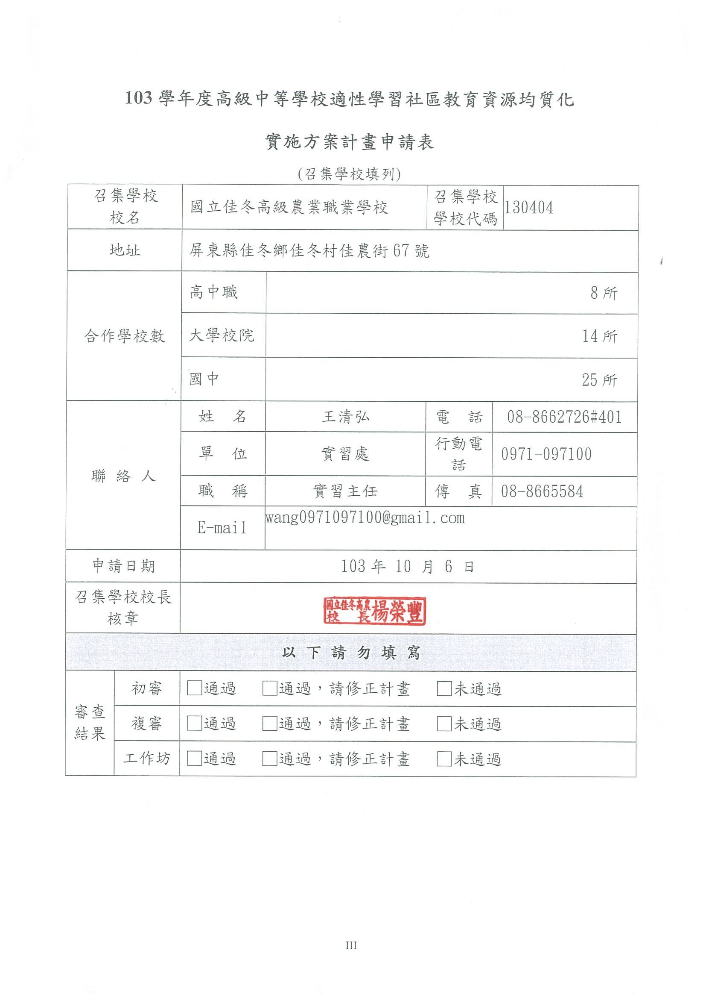 103 學年度高級中等學校適性學習社區教育資源均質化
實施方案計畫申請表
(召集學校填列)
召集學校
校名
國立佳冬高級農業職業學校
召集學校
學校代碼
130404
地址
屏東縣佳冬鄉佳冬村佳農街 67 號
合作學校數
高中職
8 所
大學校院
14 所
國中
25 所
聯 絡 人
姓 名
王清弘
電 話
08-8662726#401
單 位
實習處
行動電
話
0971-097100
職 稱
實習主任
傳 真
08-8665584
E-mail
wang0971097100@gmail.com
申請日期
103 年 10 月 6 日
召集學校校長
核章
國立佳冬高農
校 長 楊榮豐
以 下 請 勿 填 寫
審查
結果
初審
□通過 □通過，請修正計畫 □未通過
複審
□通過 □通過，請修正計畫 □未通過
工作坊
□通過 □通過，請修正計畫 □未通過
III